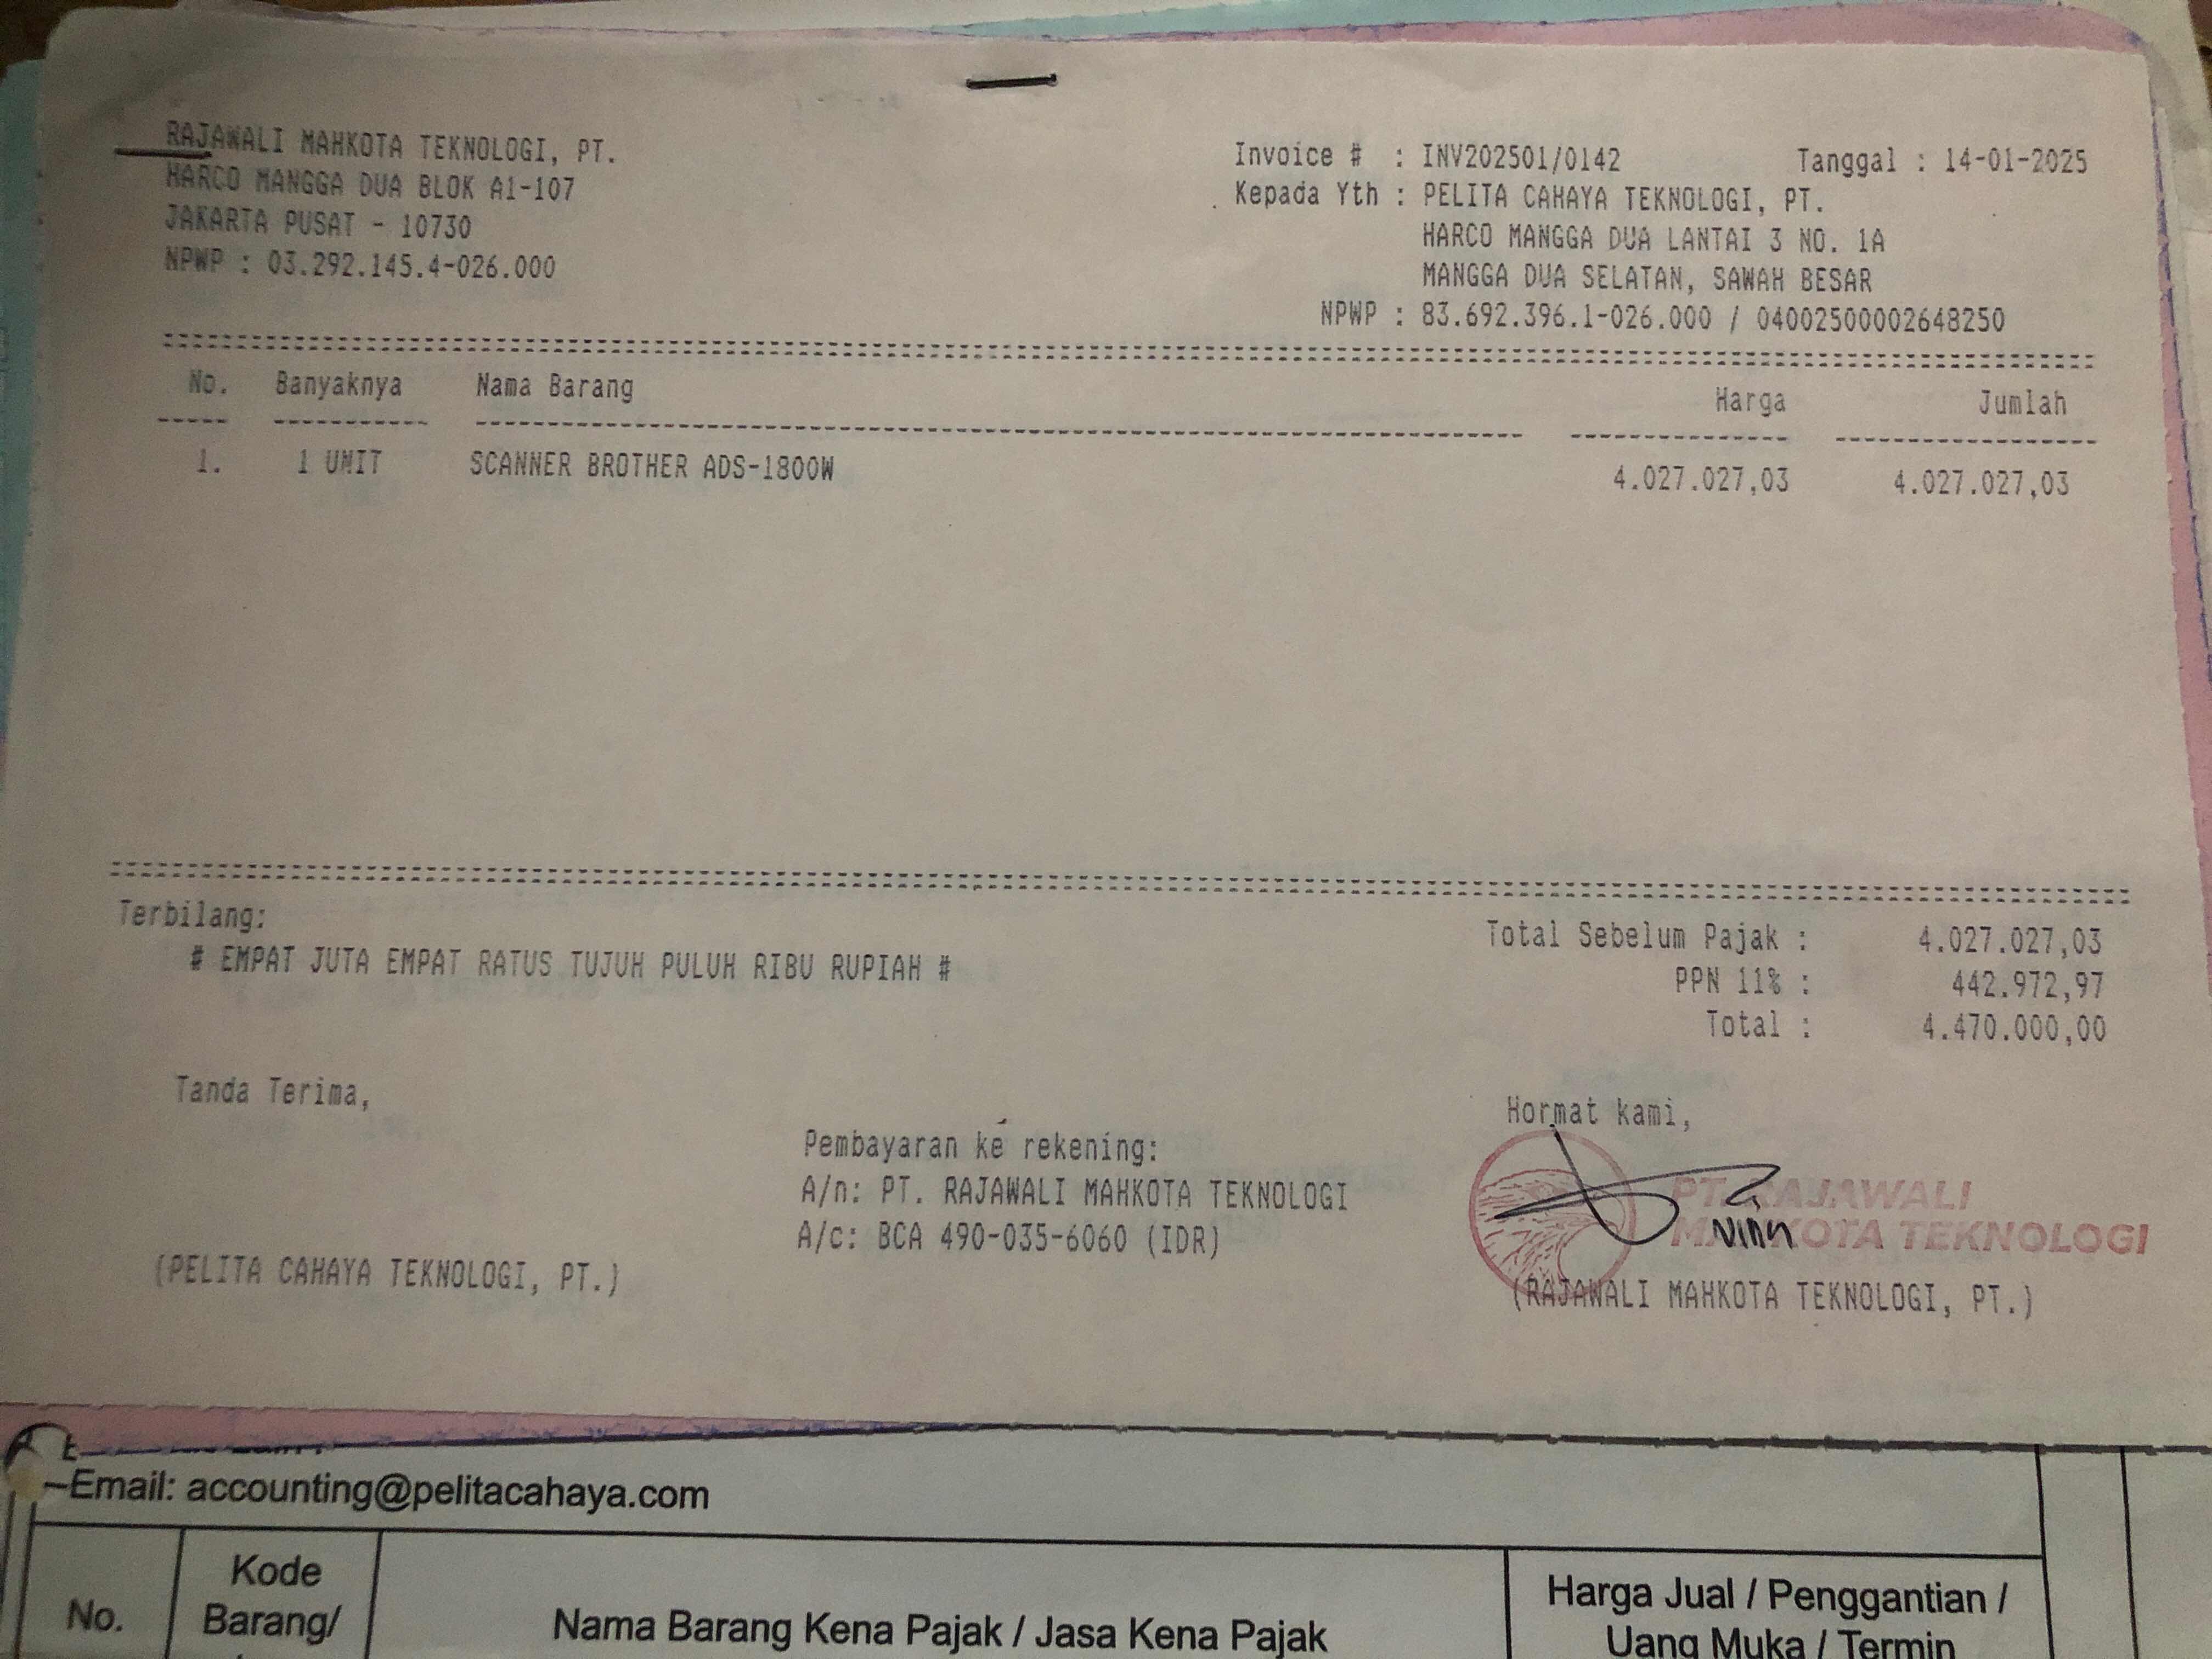 RAJAWALI MAHKOTA TEKNOLOGI, PT.
HARCO MANGGA DUA BLOK A1-107
JAKARTA PUSAT - 10730
NPWP : 03.292.145.4-026.000
Invoice # : INV202501/0142 Tanggal : 14-01-2025
Kepada Yth : PELITA CAHAYA TEKNOLOGI, PT.
HARCO MANGGA DUA LANTAI 3 NO. 1A
MANGGA DUA SELATAN, SAWAH BESAR
NPWP : 83.692.396.1-026.000 / 04002500002648250
No. Banyaknya Nama Barang Harga Jumlah
1. 1 UNIT SCANNER BROTHER ADS-1800W 4.027.027,03 4.027.027,03
Terbilang:
# EMPAT JUTA EMPAT RATUS TUJUH PULUH RIBU RUPIAH #
Total Sebelum Pajak : 4.027.027,03
PPN 11% : 442.972,97
Total : 4.470.000,00
Tanda Terima,
(PELITA CAHAYA TEKNOLOGI, PT.)
Pembayaran ke rekening:
A/n: PT. RAJAWALI MAHKOTA TEKNOLOGI
A/c: BCA 490-035-6060 (IDR)
Hormat kami,
PT. RAJAWALI
MAHKOTA TEKNOLOGI
(RAJAWALI MAHKOTA TEKNOLOGI, PT.)
Email: accounting@pelitacahaya.com
No.
Kode
Barang/
Nama Barang Kena Pajak / Jasa Kena Pajak
Harga Jual / Penggantian /
Uang Muka / Termin